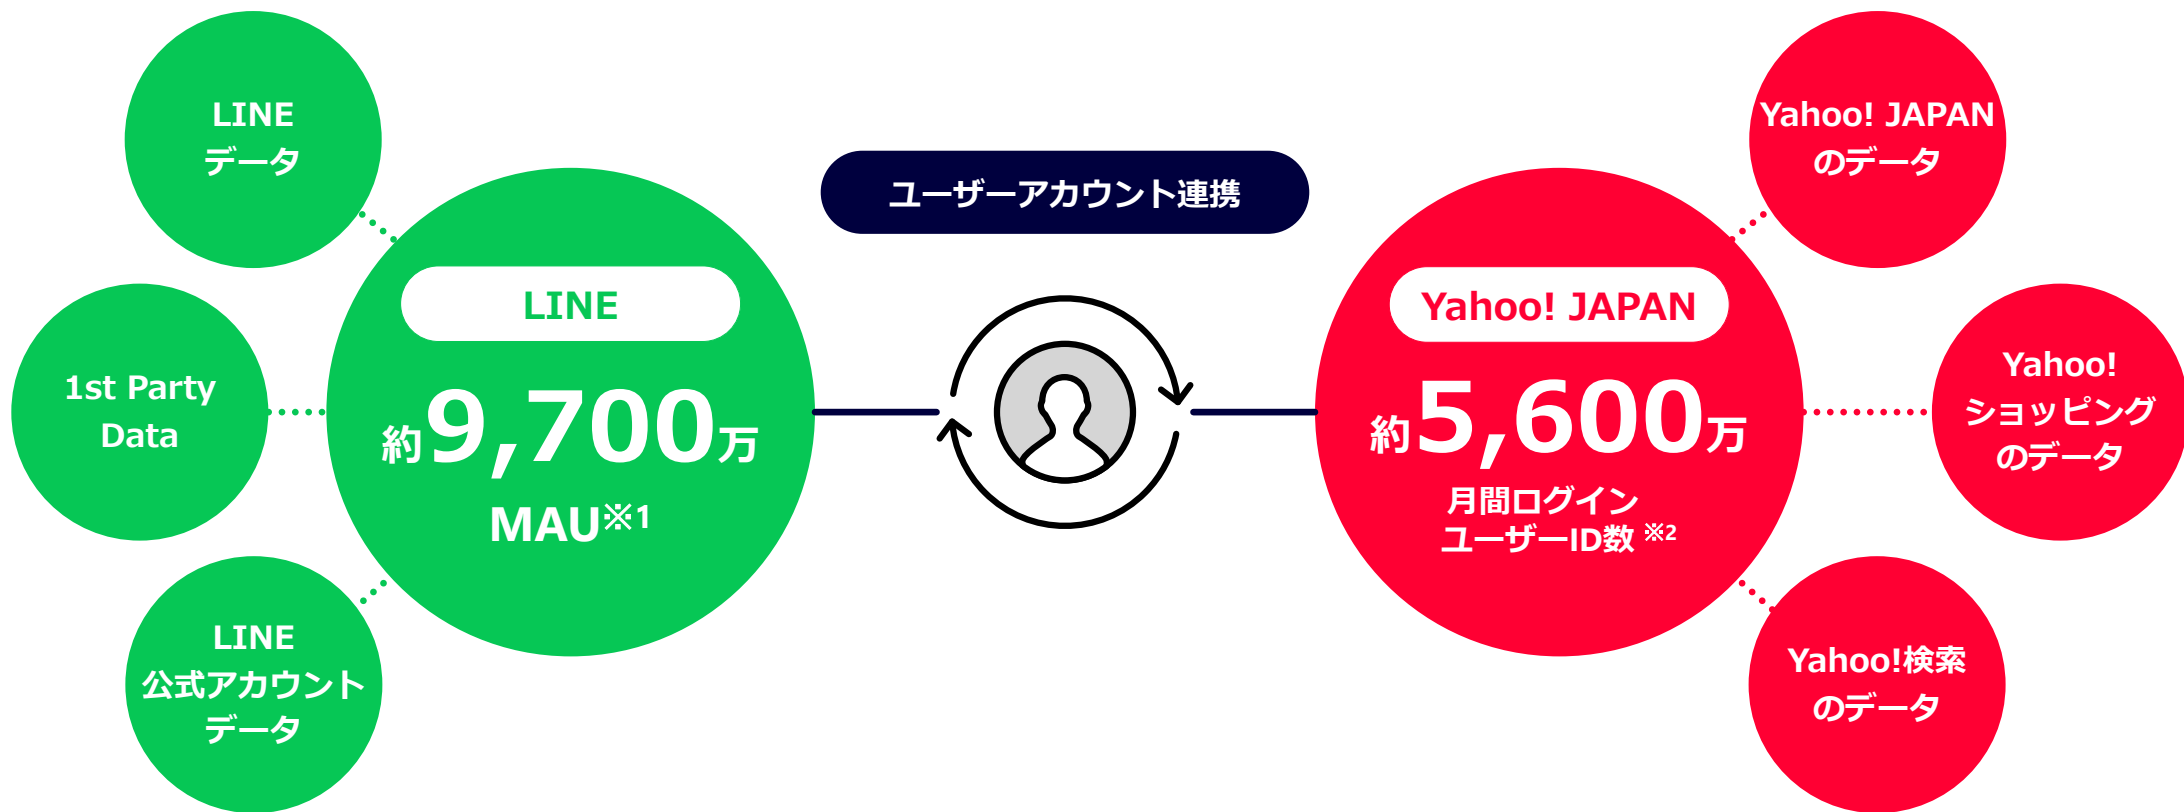 LINE
データ
1st Party
Data
LINE
公式アカウント
データ
LINE
約9,700万
MAU※1
ユーザーアカウント連携
Yahoo! JAPAN
約5,600万
月間ログイン
ユーザーID数 ※2
Yahoo! JAPAN
のデータ
Yahoo!
ショッピング
のデータ
Yahoo!検索
のデータ